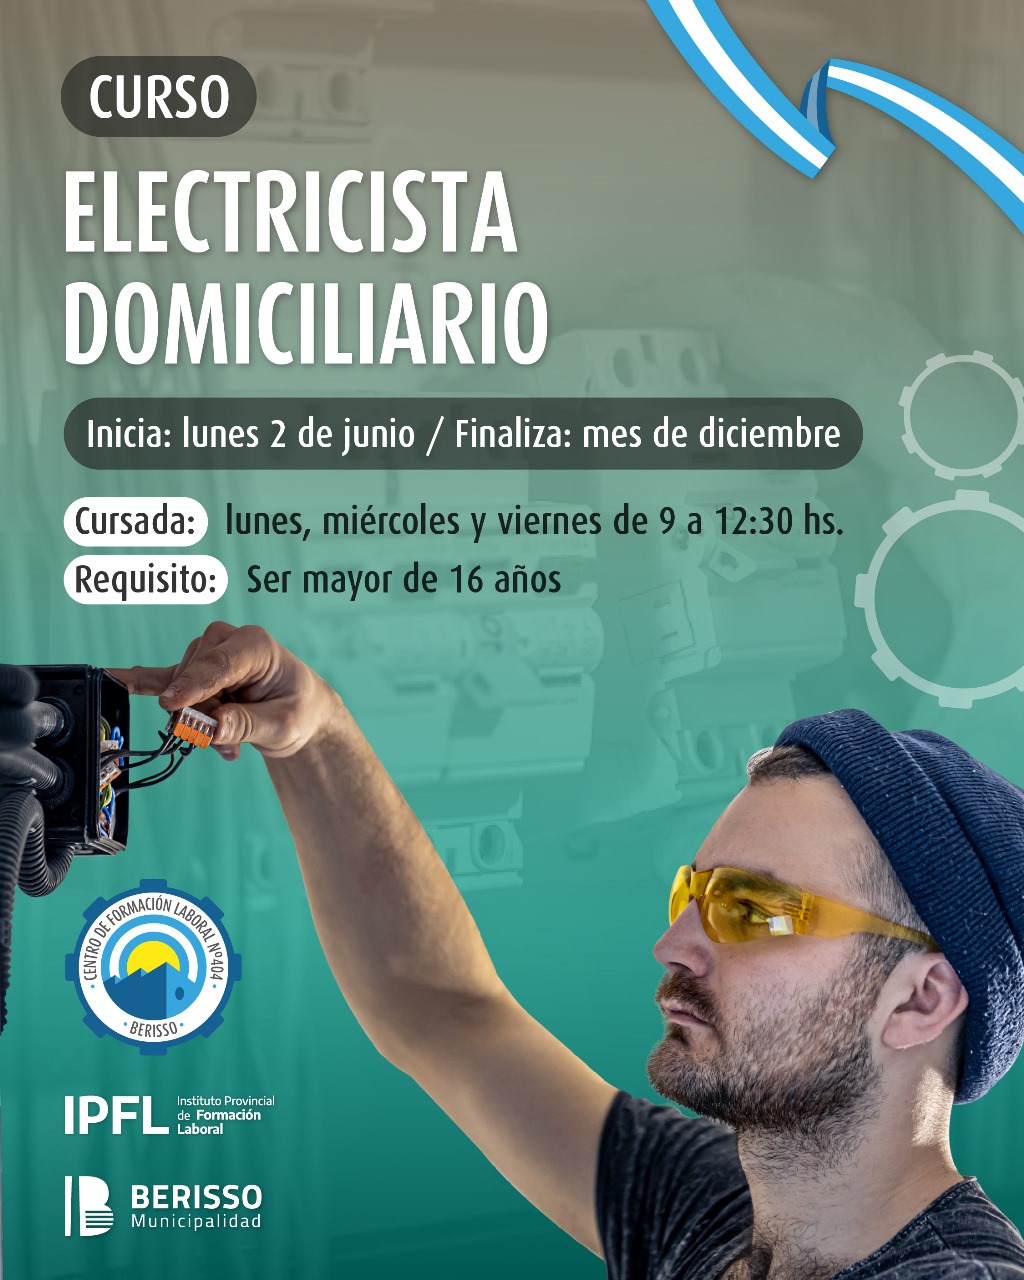 CURSO
ELECTRICISTA
DOMICILIARIO
Inicia: lunes 2 de junio / Finaliza: mes de diciembre
Cursada: lunes, miércoles y viernes de 9 a 12:30 hs.
Requisito: Ser mayor de 16 años
CENTRO DE FORMACIÓN LABORAL Nº404
• BERISSO •
IPFL Instituto Provincial
de Formación
Laboral
BERISSO
Municipalidad